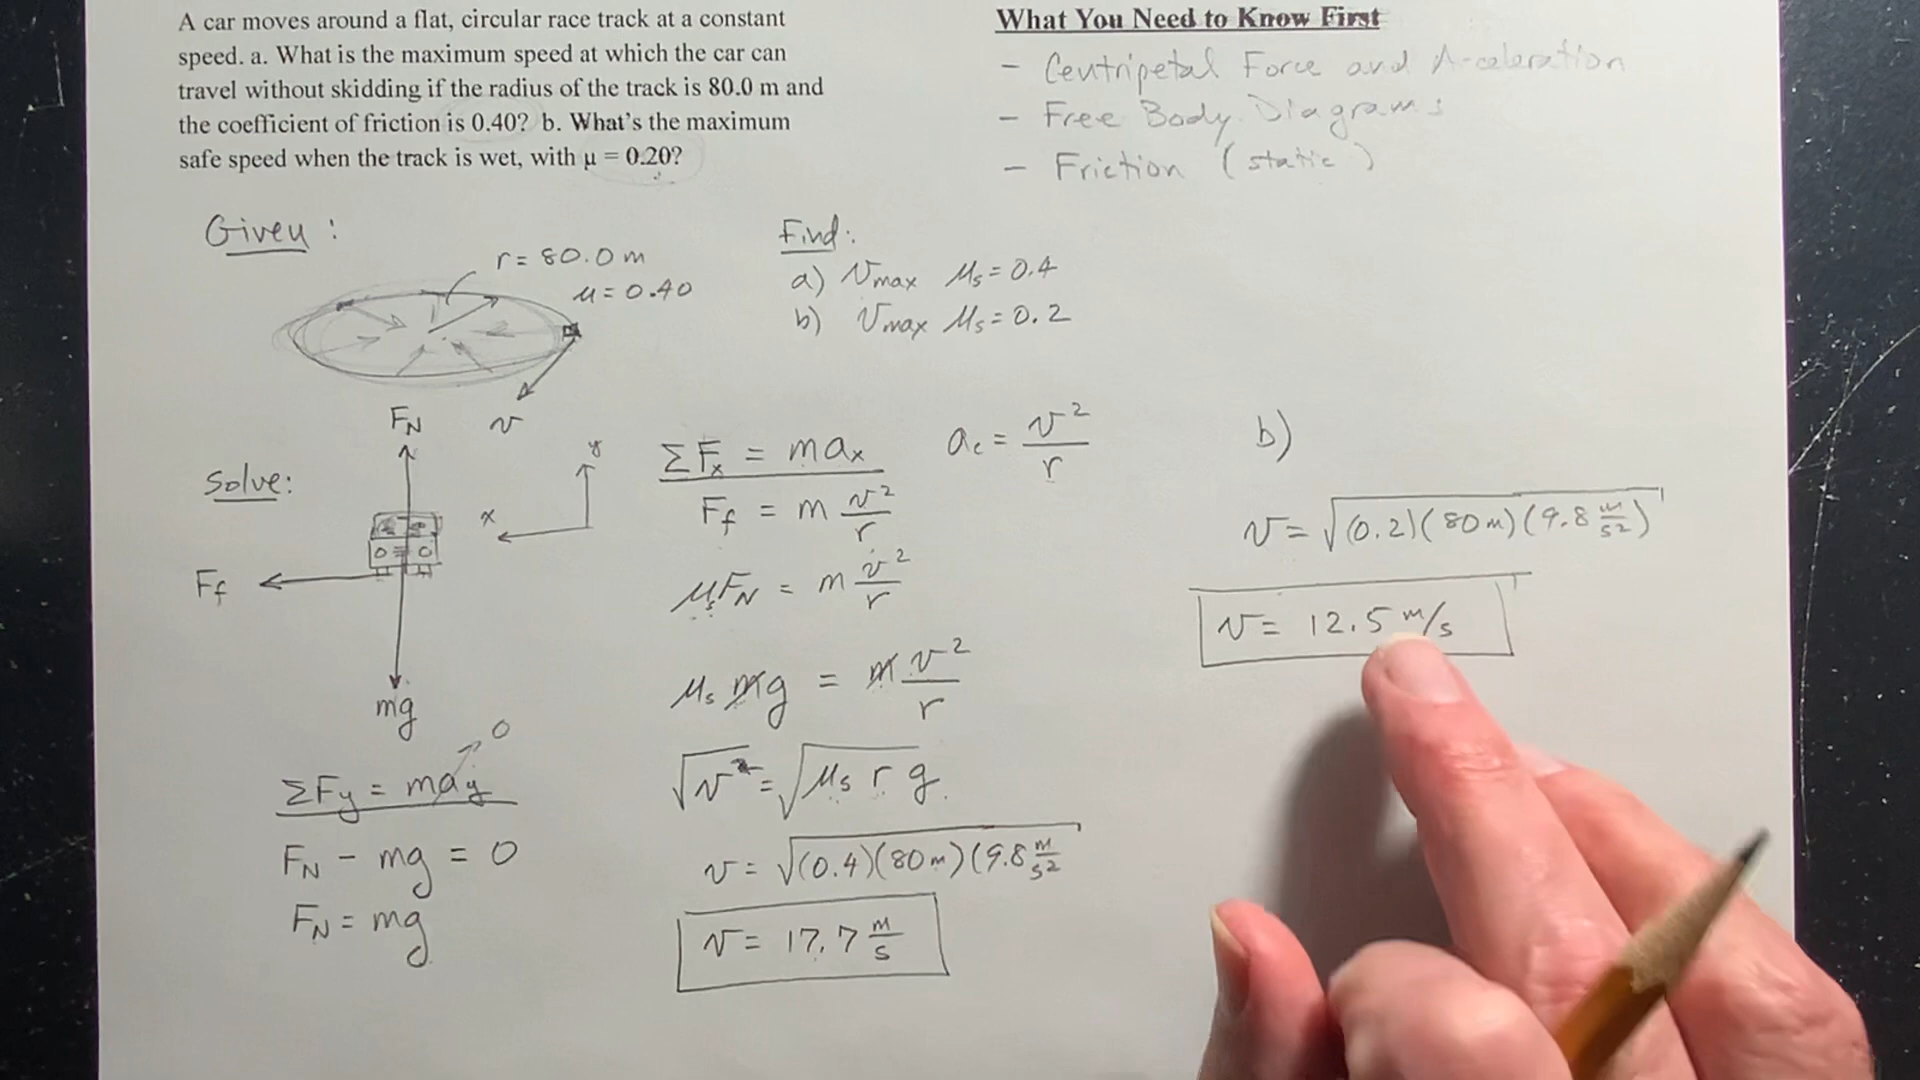 A car moves around a flat, circular race track at a constant
speed. a. What is the maximum speed at which the car can
travel without skidding if the radius of the track is 80.0 m and
the coefficient of friction is 0.40? b. What's the maximum
safe speed when the track is wet, with μ = 0.20?
What You Need to Know First
- Centripetal Force and Acceleration
- Free Body Diagrams
- Friction (static)
Given:
r = 80.0 m
μ = 0.40
v
Find:
a) vmax μs = 0.4
b) vmax μs = 0.2
Solve:
FN
Ff
mg
y
x
ΣFy = may 0
FN - mg = 0
FN = mg
ΣFx = max
ac = v²/r
Ff = m v²/r
μsFN = m v²/r
μs mg = m v²/r
√v² = √μs r g
v = √(0.4)(80m)(9.8 m/s²
v = 17.7 m/s
b)
v = √(0.2)(80m)(9.8 m/s²)
v = 12.5 m/s